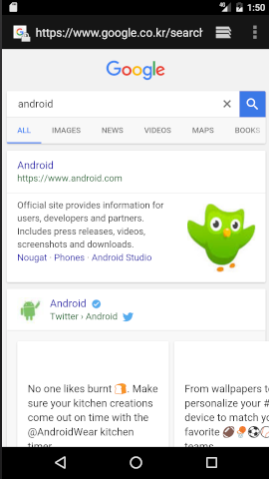 1:50
https://www.google.co.kr/search
Google
android
ALL IMAGES NEWS VIDEOS MAPS BOOKS
Android
https://www.android.com
Official site provides information for
users, developers and partners.
Includes press releases, videos,
screenshots and downloads.
Nougat · Phones · Android Studio
Android
Twitter › Android
No one likes burnt 🍞. Make
sure your kitchen creations
come out on time with the
@AndroidWear kitchen
timer
From wallpapers to
personalize your #
device to match yo
favorite 🏈🏓⚽
teams